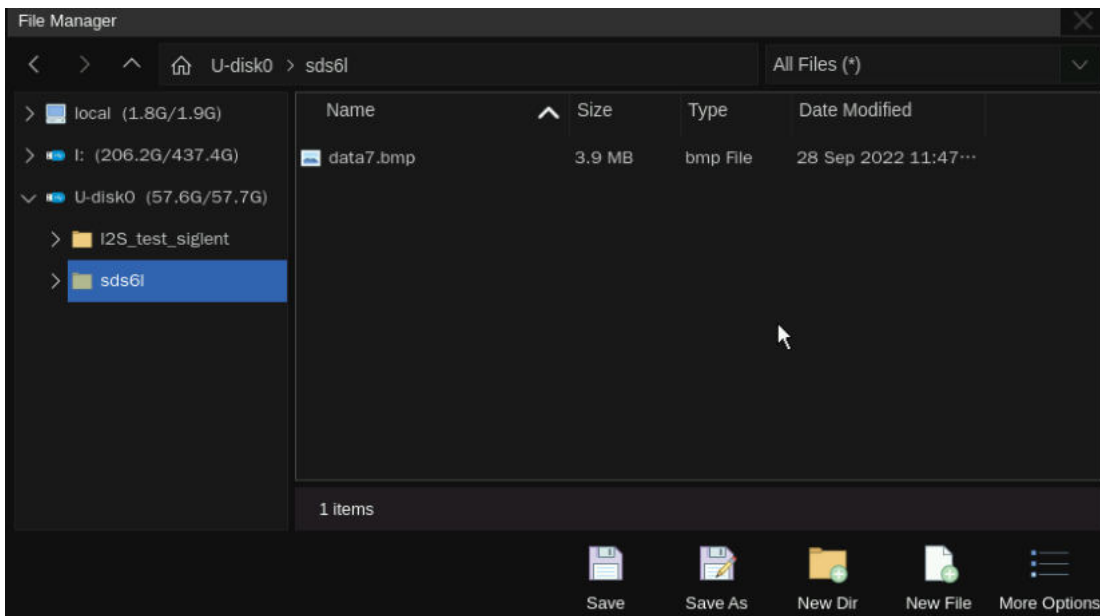 File Manager
U-disk0 > sds6l
All Files (*)
local (1.8G/1.9G)
I: (206.2G/437.4G)
U-disk0 (57.6G/57.7G)
I2S_test_siglent
sds6l
Name Size Type Date Modified
data7.bmp 3.9 MB bmp File 28 Sep 2022 11:47···
1 items
Save Save As New Dir New File More Options